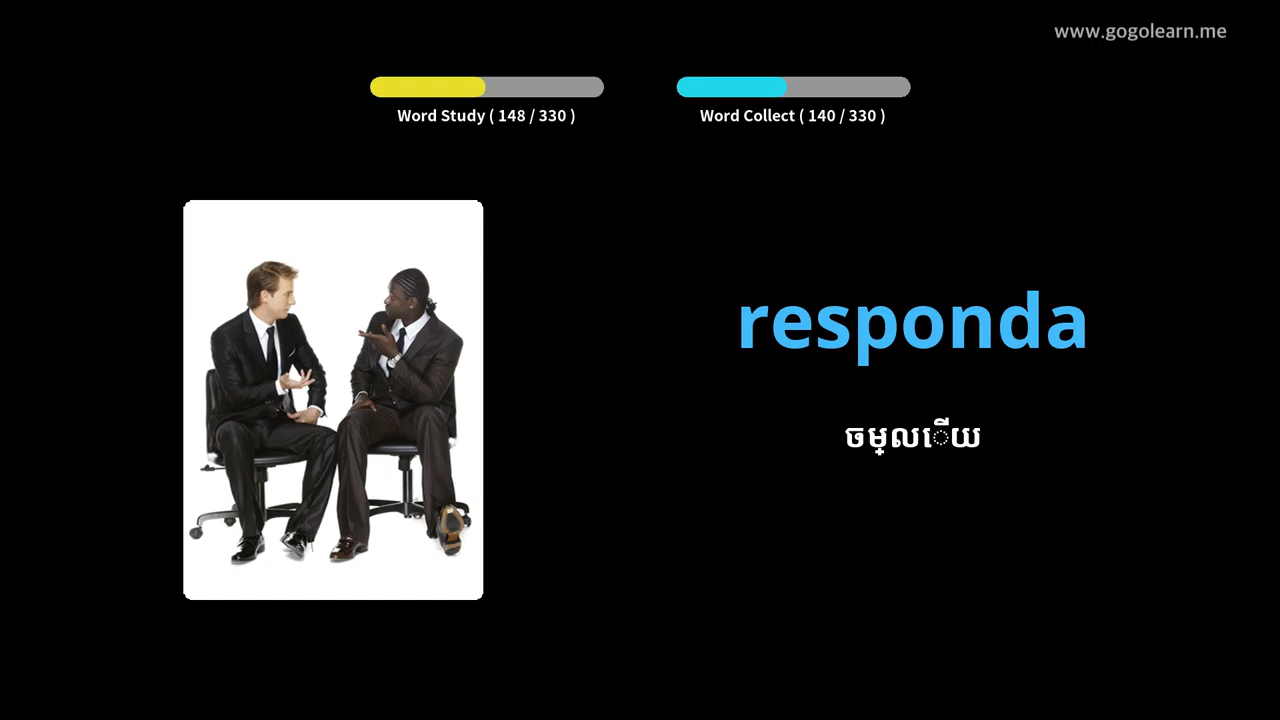 www.gogolearn.me
Word Study ( 148 / 330 )
Word Collect ( 140 / 330 )
responda
ចម្លើយ